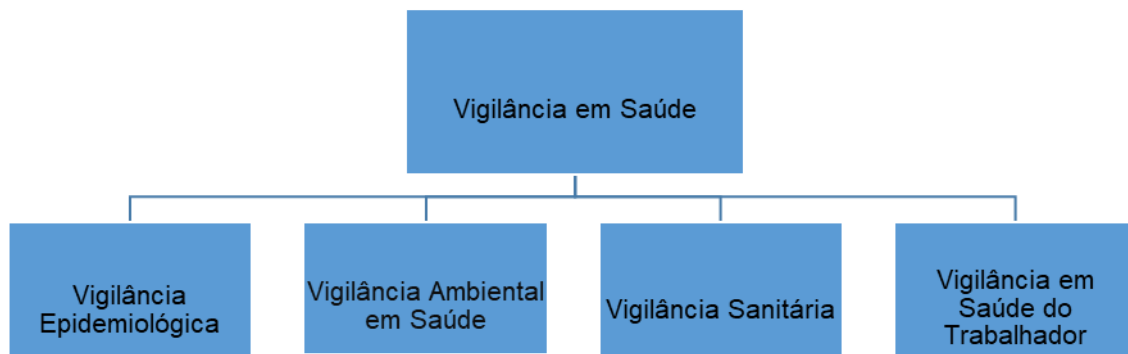 Vigilância em Saúde
Vigilância
Epidemiológica
Vigilância Ambiental
em Saúde
Vigilância Sanitária
Vigilância em
Saúde do
Trabalhador